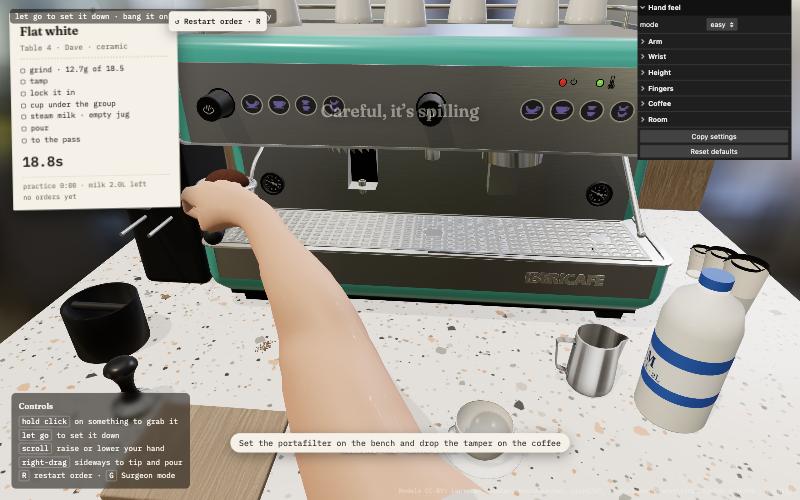 let go to set it down · bang it on
Flat white
Table 4 · Dave · ceramic
grind · 12.7g of 18.5
tamp
lock it in
cup under the group
steam milk · empty jug
pour
to the pass
18.8s
practice 0:00 · milk 2.0L left
no orders yet
↺ Restart order · R
Careful, it's spilling
Hand feel
mode easy
Arm
Wrist
Height
Fingers
Coffee
Room
Copy settings
Reset defaults
Controls
hold click on something to grab it
let go to set it down
scroll raise or lower your hand
right-drag sideways to tip and pour
R restart order · G Surgeon mode
Set the portafilter on the bench and drop the tamper on the coffee